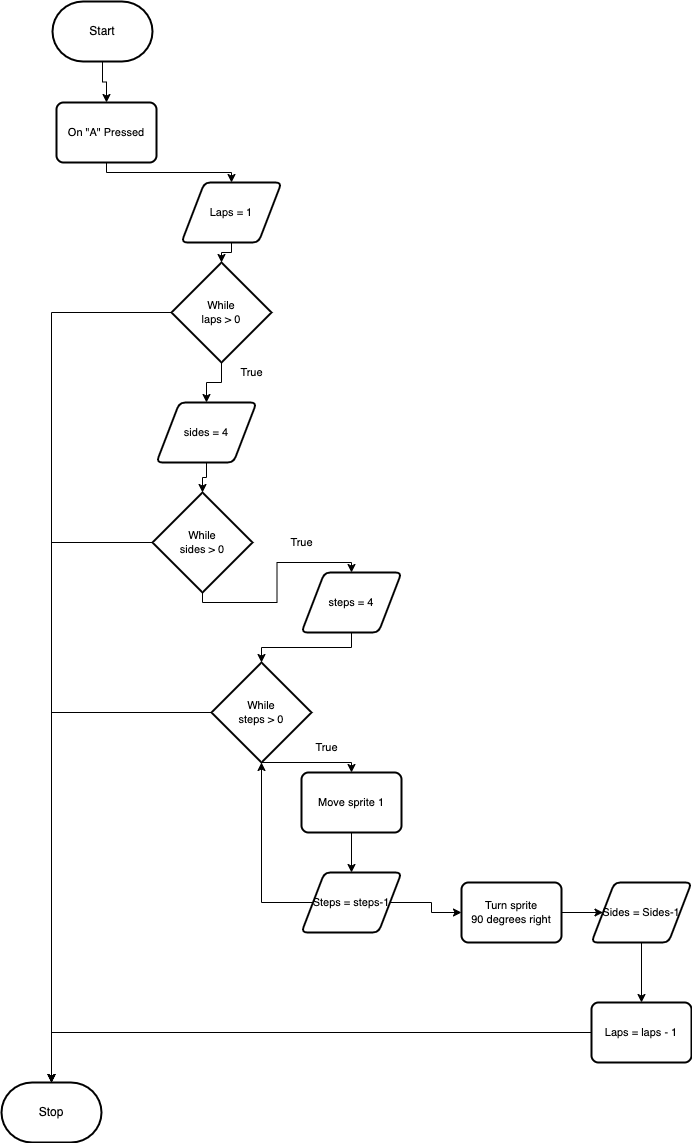 Start
On "A" Pressed
Laps = 1
While
laps > 0
True
sides = 4
While
sides > 0
True
steps = 4
While
steps > 0
True
Move sprite 1
Steps = steps-1
Turn sprite
90 degrees right
Sides = Sides-1
Laps = laps - 1
Stop